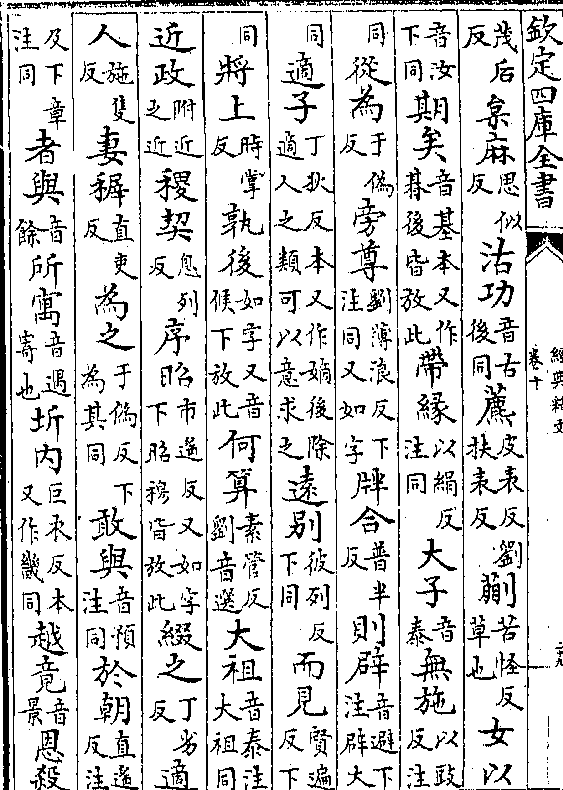 欽定四庫全書
經典釋文
卷十
茂后反枲麻思似反沽功音古後同藨皮表反劉扶表反蒯苦怪反草也女以
音汝下同期矣音基本又作朞後皆放此帶緣以絹反注同大子音泰無施以豉反注
同從為于偽反旁尊劉薄浪反下注同又如字牉合普半反則辟音避下注辟大
同適子丁狄反本又作嫡後除適人之類可以意求之遠别彼列反下同而見賢遍反下
同將上時掌反孰後如字又音候下放此何算素管反劉音選大祖音泰注大祖同
近政附近之近稷契息列反序昭市遙反又如字下昭穆皆放此綴之丁劣反適
人施隻反妻穉直吏反為之于偽反下為其同敢與音預注同於朝直遙反注
及下章注同者與音餘所寓音遇寄也圻内巨衣反本又作畿同越竟音景恩殺